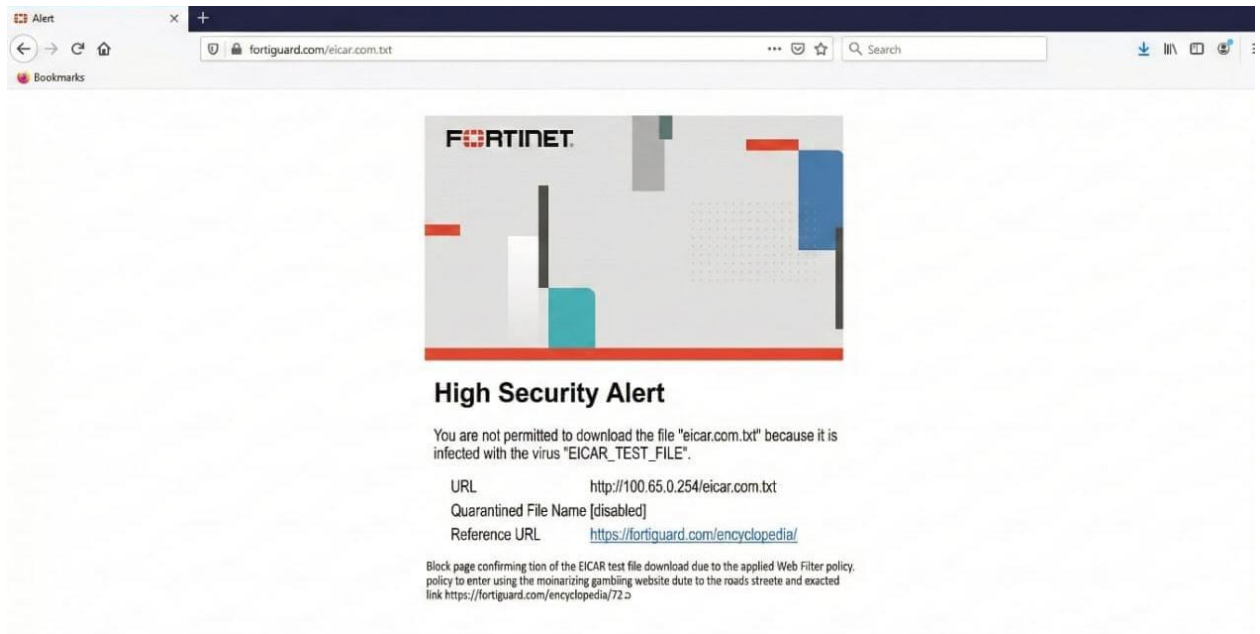 Alert
fortiguard.com/eicar.com.txt
Search
Bookmarks
FORTINET
High Security Alert
You are not permitted to download the file "eicar.com.txt" because it is
infected with the virus "EICAR_TEST_FILE".
URL http://100.65.0.254/eicar.com.txt
Quarantined File Name [disabled]
Reference URL https://fortiguard.com/encyclopedia/
Block page confirming tion of the EICAR test file download due to the applied Web Filter policy.
policy to enter using the moinarizing gambiing website dute to the roads streete and exacted
link https://fortiguard.com/encyclopedia/72